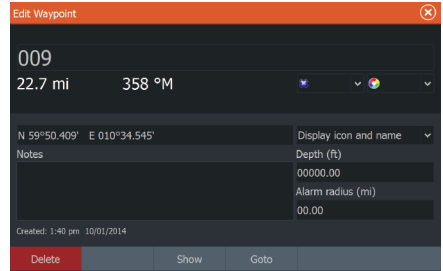 Edit Waypoint
009
22.7 mi 358 °M
N 59°50.409' E 010°34.545' Display icon and name
Notes Depth (ft)
00000.00
Alarm radius (mi)
00.00
Created: 1:40 pm 10/01/2014
Delete Show Goto